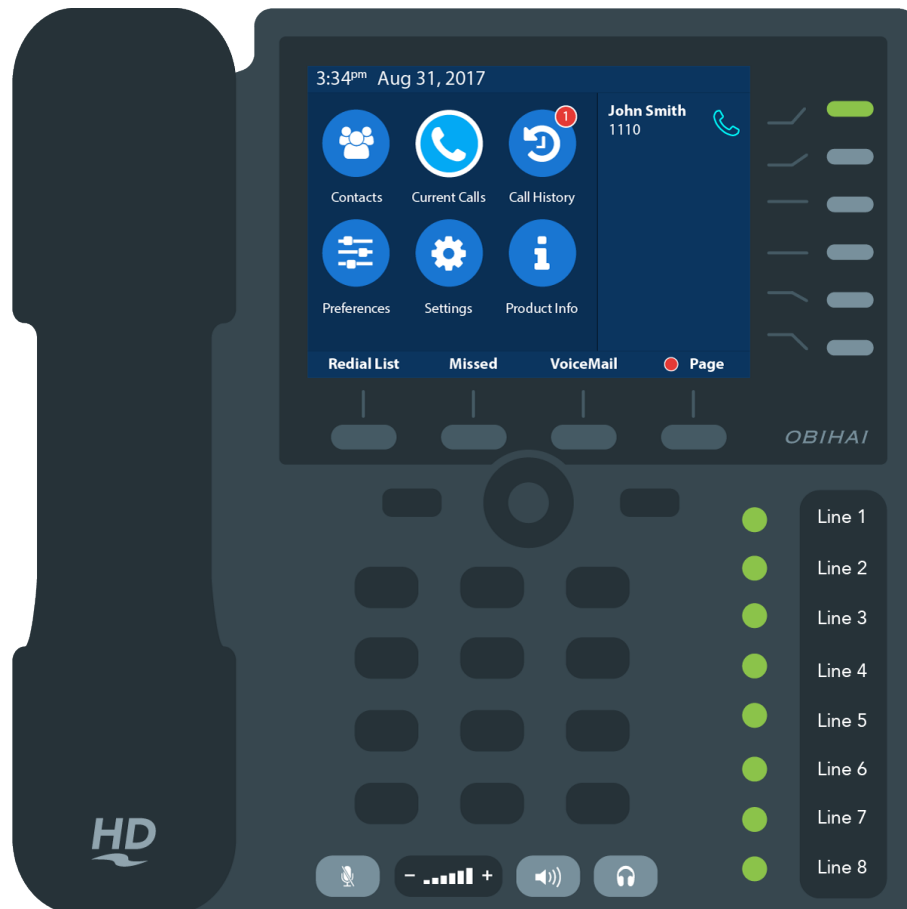 3:34pm Aug 31, 2017
John Smith
1110
1
Contacts
Current Calls
Call History
Preferences
Settings
Product Info
Redial List
Missed
VoiceMail
Page
OBIHAI
Line 1
Line 2
Line 3
Line 4
Line 5
Line 6
Line 7
Line 8
HD
- +